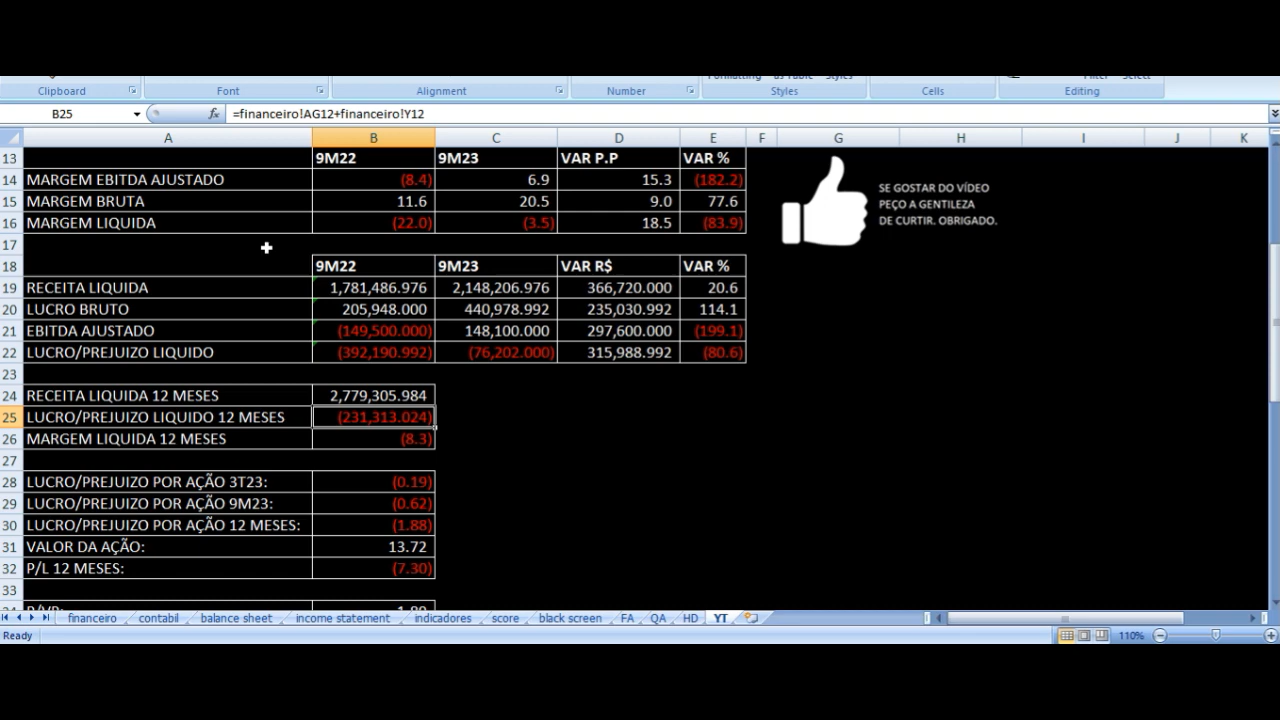 Clipboard Font Alignment Number Styles Cells Editing
B25 fx =financeiro!AG12+financeiro!Y12
A B C D E F G H I J K
13 9M22 9M23 VAR P.P VAR %
14 MARGEM EBITDA AJUSTADO (8.4) 6.9 15.3 (182.2)
15 MARGEM BRUTA 11.6 20.5 9.0 77.6
16 MARGEM LIQUIDA (22.0) (3.5) 18.5 (83.9)
SE GOSTAR DO VÍDEO
PEÇO A GENTILEZA
DE CURTIR. OBRIGADO.
17
18 9M22 9M23 VAR R$ VAR %
19 RECEITA LIQUIDA 1,781,486.976 2,148,206.976 366,720.000 20.6
20 LUCRO BRUTO 205,948.000 440,978.992 235,030.992 114.1
21 EBITDA AJUSTADO (149,500.000) 148,100.000 297,600.000 (199.1)
22 LUCRO/PREJUIZO LIQUIDO (392,190.992) (76,202.000) 315,988.992 (80.6)
23
24 RECEITA LIQUIDA 12 MESES 2,779,305.984
25 LUCRO/PREJUIZO LIQUIDO 12 MESES (231,313.024)
26 MARGEM LIQUIDA 12 MESES (8.3)
27
28 LUCRO/PREJUIZO POR AÇÃO 3T23: (0.19)
29 LUCRO/PREJUIZO POR AÇÃO 9M23: (0.62)
30 LUCRO/PREJUIZO POR AÇÃO 12 MESES: (1.88)
31 VALOR DA AÇÃO: 13.72
32 P/L 12 MESES: (7.30)
33
financeiro contabil balance sheet income statement indicadores score black screen FA QA HD YT
Ready 110%